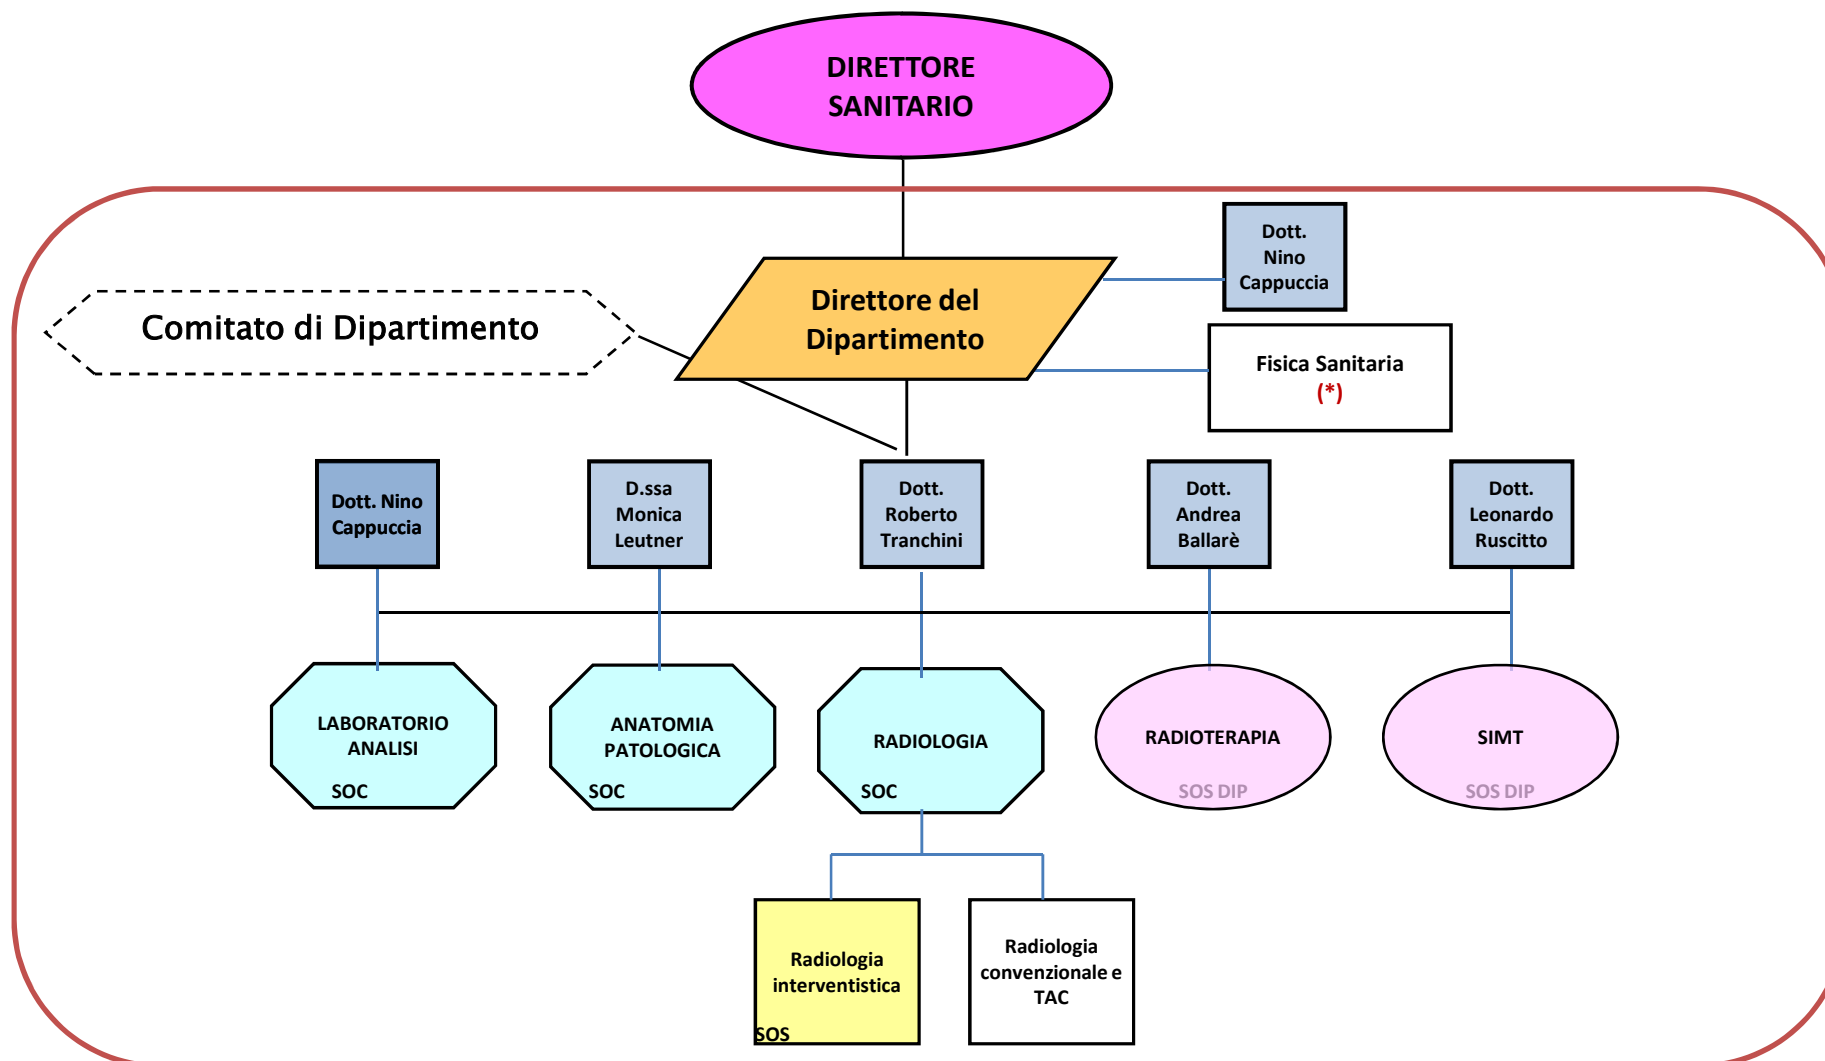 DIRETTORE
SANITARIO
Dott.
Nino
Cappuccia
Comitato di Dipartimento
Direttore del
Dipartimento
Fisica Sanitaria
(*)
Dott. Nino
Cappuccia
D.ssa
Monica
Leutner
Dott.
Roberto
Tranchini
Dott.
Andrea
Ballarè
Dott.
Leonardo
Ruscitto
LABORATORIO
ANALISI
SOC
ANATOMIA
PATOLOGICA
SOC
RADIOLOGIA
SOC
RADIOTERAPIA
SOS DIP
SIMT
SOS DIP
Radiologia
interventistica
SOS
Radiologia
convenzionale e
TAC